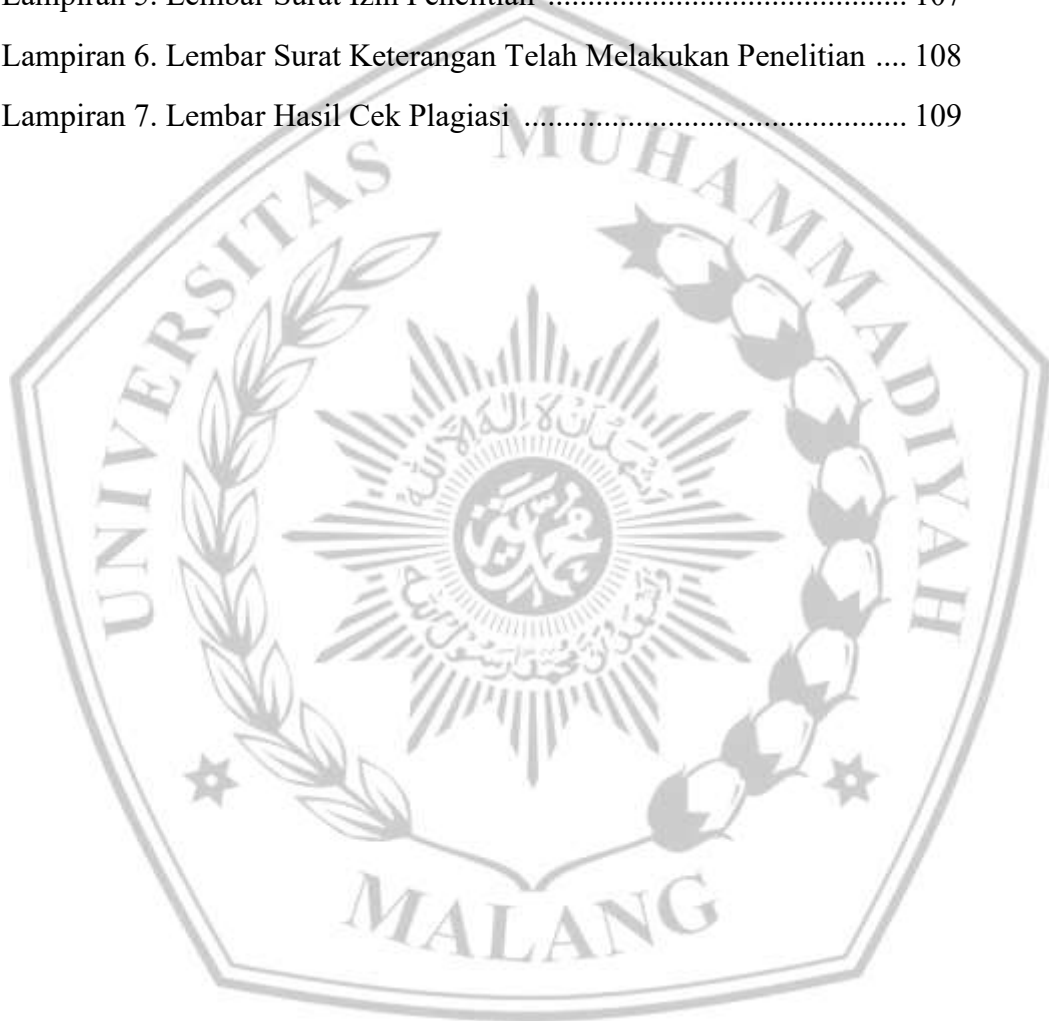 Lampiran 5. Lembar Surat Izin Penelitian ............................................. 107
Lampiran 6. Lembar Surat Keterangan Telah Melakukan Penelitian .... 108
Lampiran 7. Lembar Hasil Cek Plagiasi ................................................ 109
UNIVERSITAS MUHAMMADIYAH
MALANG